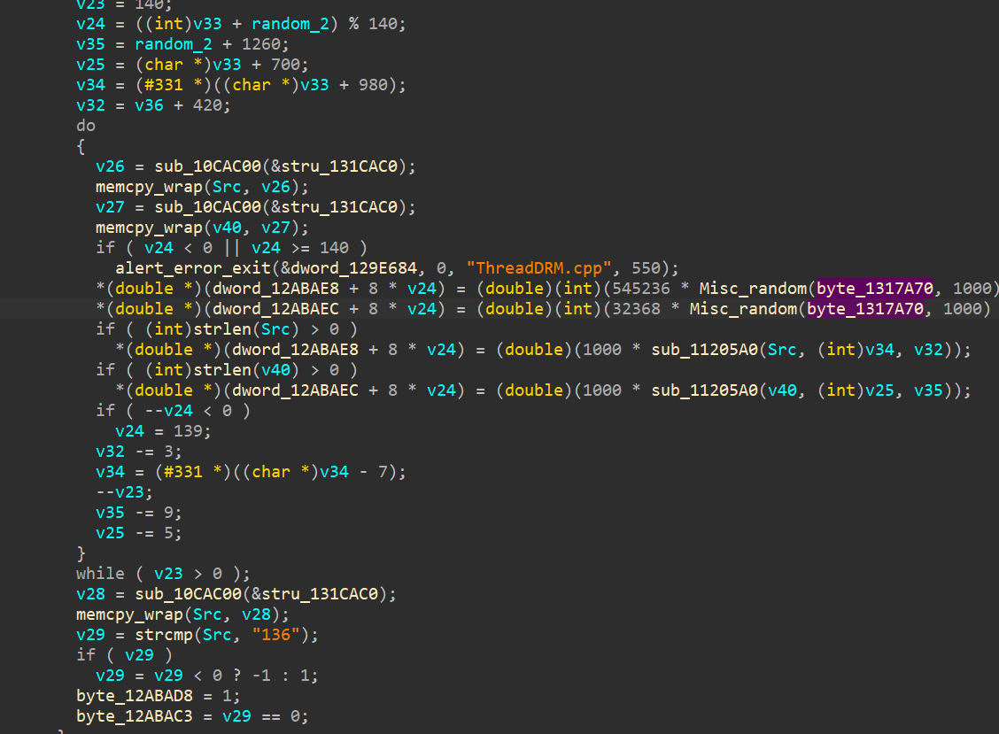 v23 = 140;
v24 = ((int)v33 + random_2) % 140;
v35 = random_2 + 1260;
v25 = (char *)v33 + 700;
v34 = (#331 *)((char *)v33 + 980);
v32 = v36 + 420;
do
{
v26 = sub_10CAC00(&stru_131CAC0);
memcpy_wrap(Src, v26);
v27 = sub_10CAC00(&stru_131CAC0);
memcpy_wrap(v40, v27);
if ( v24 < 0 || v24 >= 140 )
alert_error_exit(&dword_129E684, 0, "ThreadDRM.cpp", 550);
*(double *)(dword_12ABAE8 + 8 * v24) = (double)(int)(545236 * Misc_random(byte_1317A70, 1000)
*(double *)(dword_12ABAEC + 8 * v24) = (double)(int)(32368 * Misc_random(byte_1317A70, 1000)
if ( (int)strlen(Src) > 0 )
*(double *)(dword_12ABAE8 + 8 * v24) = (double)(1000 * sub_11205A0(Src, (int)v34, v32));
if ( (int)strlen(v40) > 0 )
*(double *)(dword_12ABAEC + 8 * v24) = (double)(1000 * sub_11205A0(v40, (int)v25, v35));
if ( --v24 < 0 )
v24 = 139;
v32 -= 3;
v34 = (#331 *)((char *)v34 - 7);
--v23;
v35 -= 9;
v25 -= 5;
}
while ( v23 > 0 );
v28 = sub_10CAC00(&stru_131CAC0);
memcpy_wrap(Src, v28);
v29 = strcmp(Src, "136");
if ( v29 )
v29 = v29 < 0 ? -1 : 1;
byte_12ABAD8 = 1;
byte_12ABAC3 = v29 == 0;
}